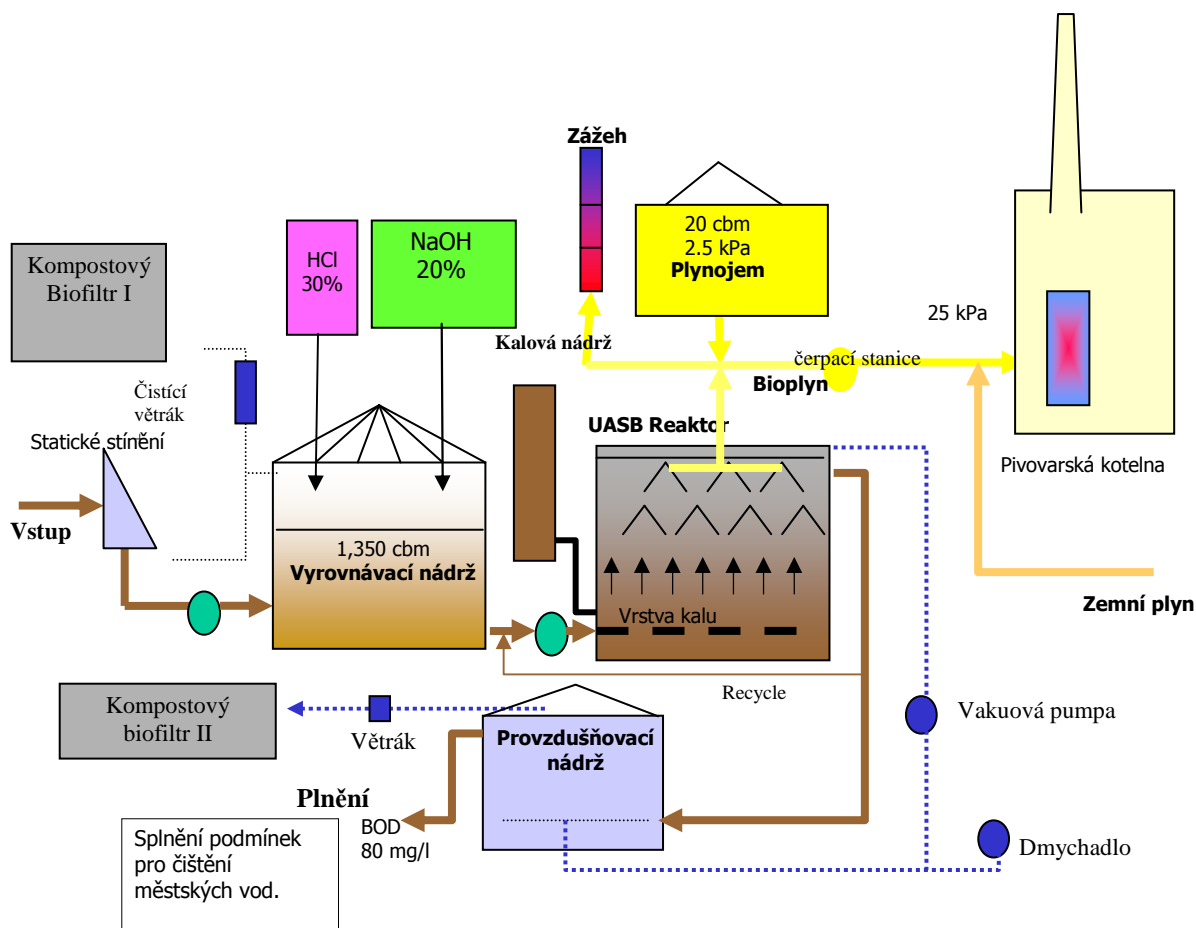 Zážeh
20 cbm
2.5 kPa
Plynojem
HCl
30%
NaOH
20%
Kompostový
Biofiltr I
25 kPa
Kalová nádrž
čerpací stanice
Bioplyn
Čistící
větrák
Statické stínění
UASB Reaktor
Pivovarská kotelna
Vstup
1,350 cbm
Vyrovnávací nádrž
Vrstva kalu
Zemní plyn
Recycle
Kompostový
biofiltr II
Větrák
Provzdušňovací
nádrž
Vakuová pumpa
Plnění
BOD
80 mg/l
Splnění podmínek
pro čištění
městských vod.
Dmychadlo